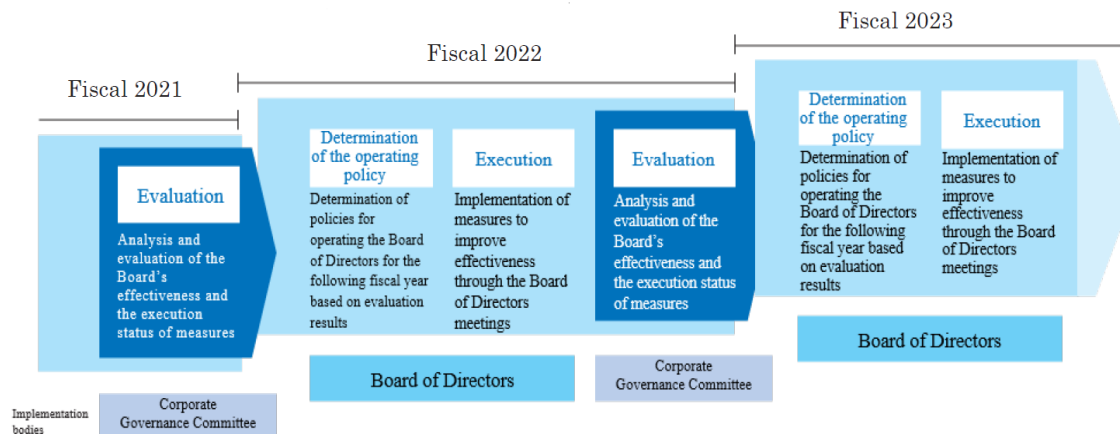 Fiscal 2021
Fiscal 2022
Fiscal 2023
Evaluation
Analysis and
evaluation of the
Board's
effectiveness and
the execution
status of measures
Determination
of the operating
policy
Determination of
policies for
operating the Board
of Directors for the
following fiscal year
based on evaluation
results
Execution
Implementation of
measures to
improve
effectiveness
through the Board
of Directors
meetings
Evaluation
Analysis and
evaluation of the
Board's
effectiveness and
the execution
status of measures
Determination
of the operating
policy
Determination of
policies for
operating the
Board of Directors
for the following
fiscal year based
on evaluation
results
Execution
Implementation of
measures to
improve
effectiveness
through the Board
of Directors
meetings
Implementation
bodies
Corporate
Governance Committee
Board of Directors
Corporate
Governance Committee
Board of Directors